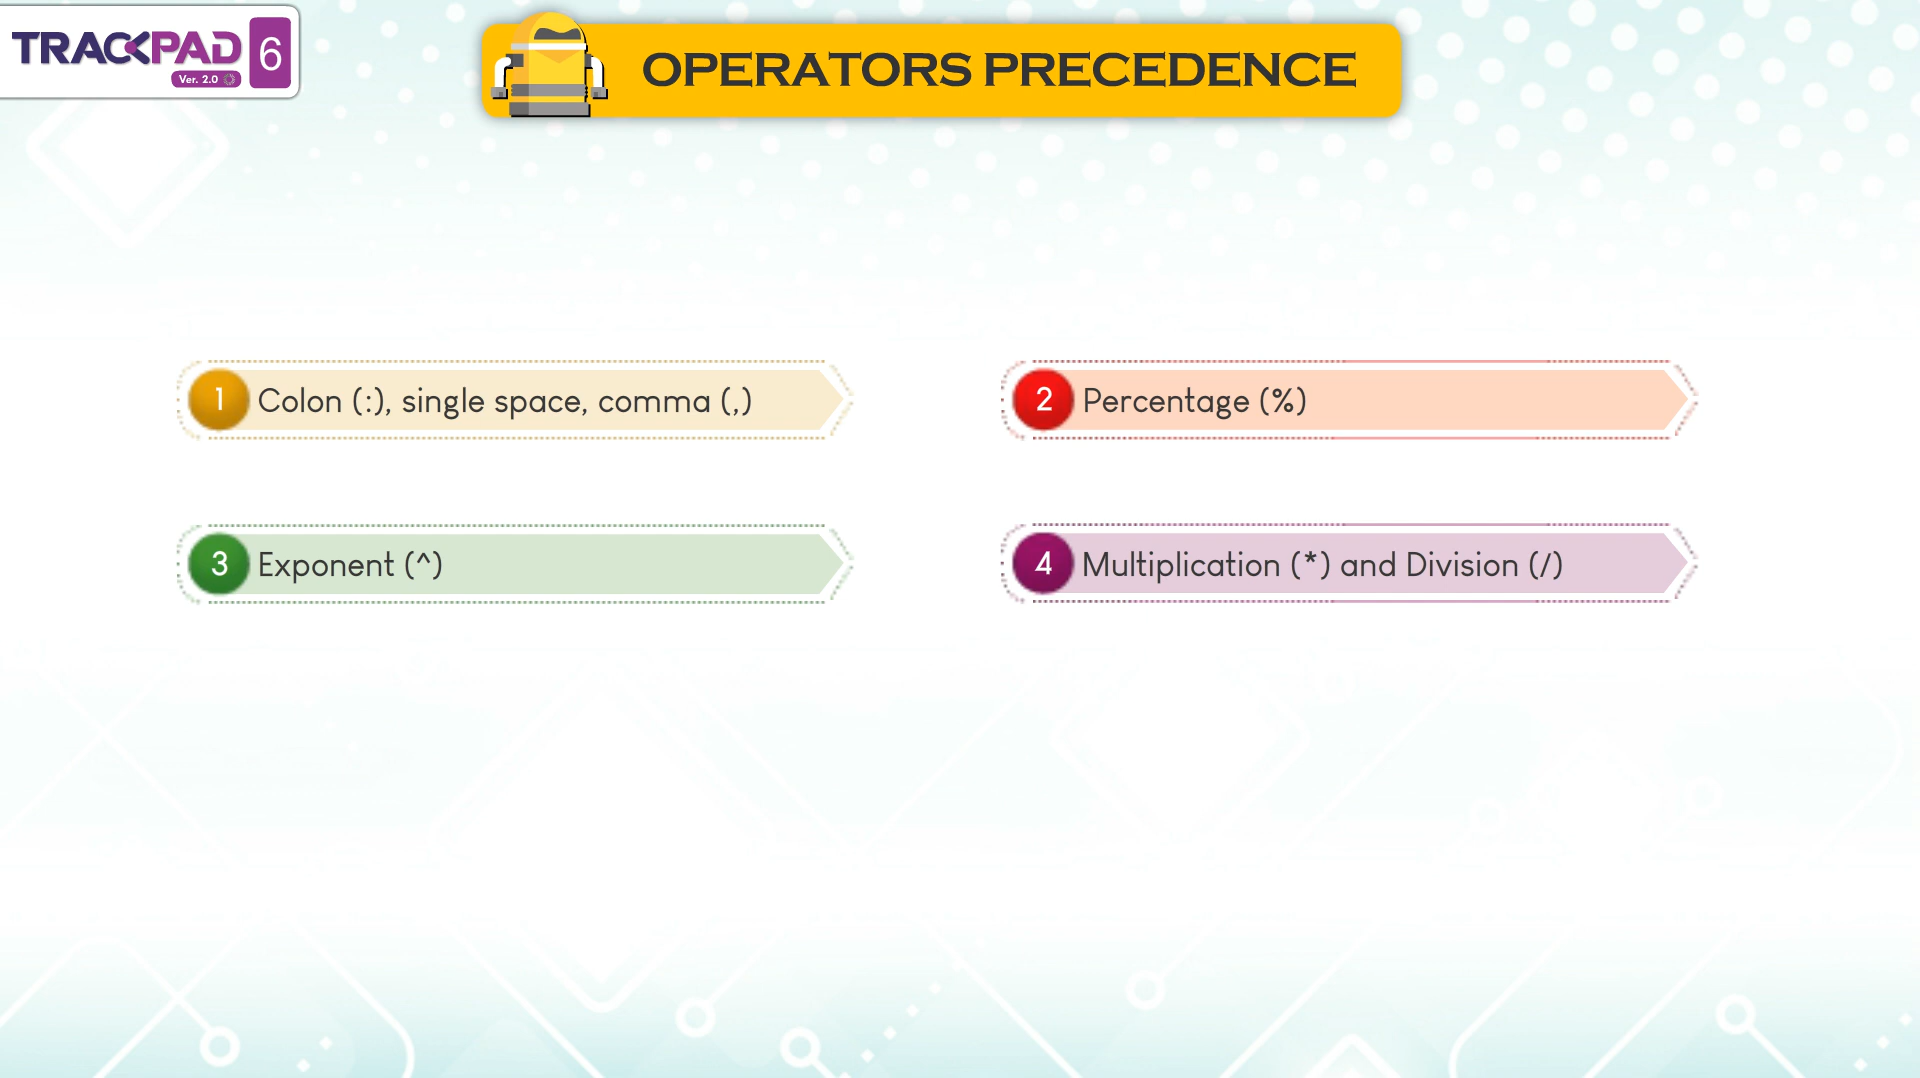 TRACKPAD 6
Ver. 2.0
OPERATORS PRECEDENCE
1 Colon (:), single space, comma (,)
2 Percentage (%)
3 Exponent (^)
4 Multiplication (*) and Division (/)